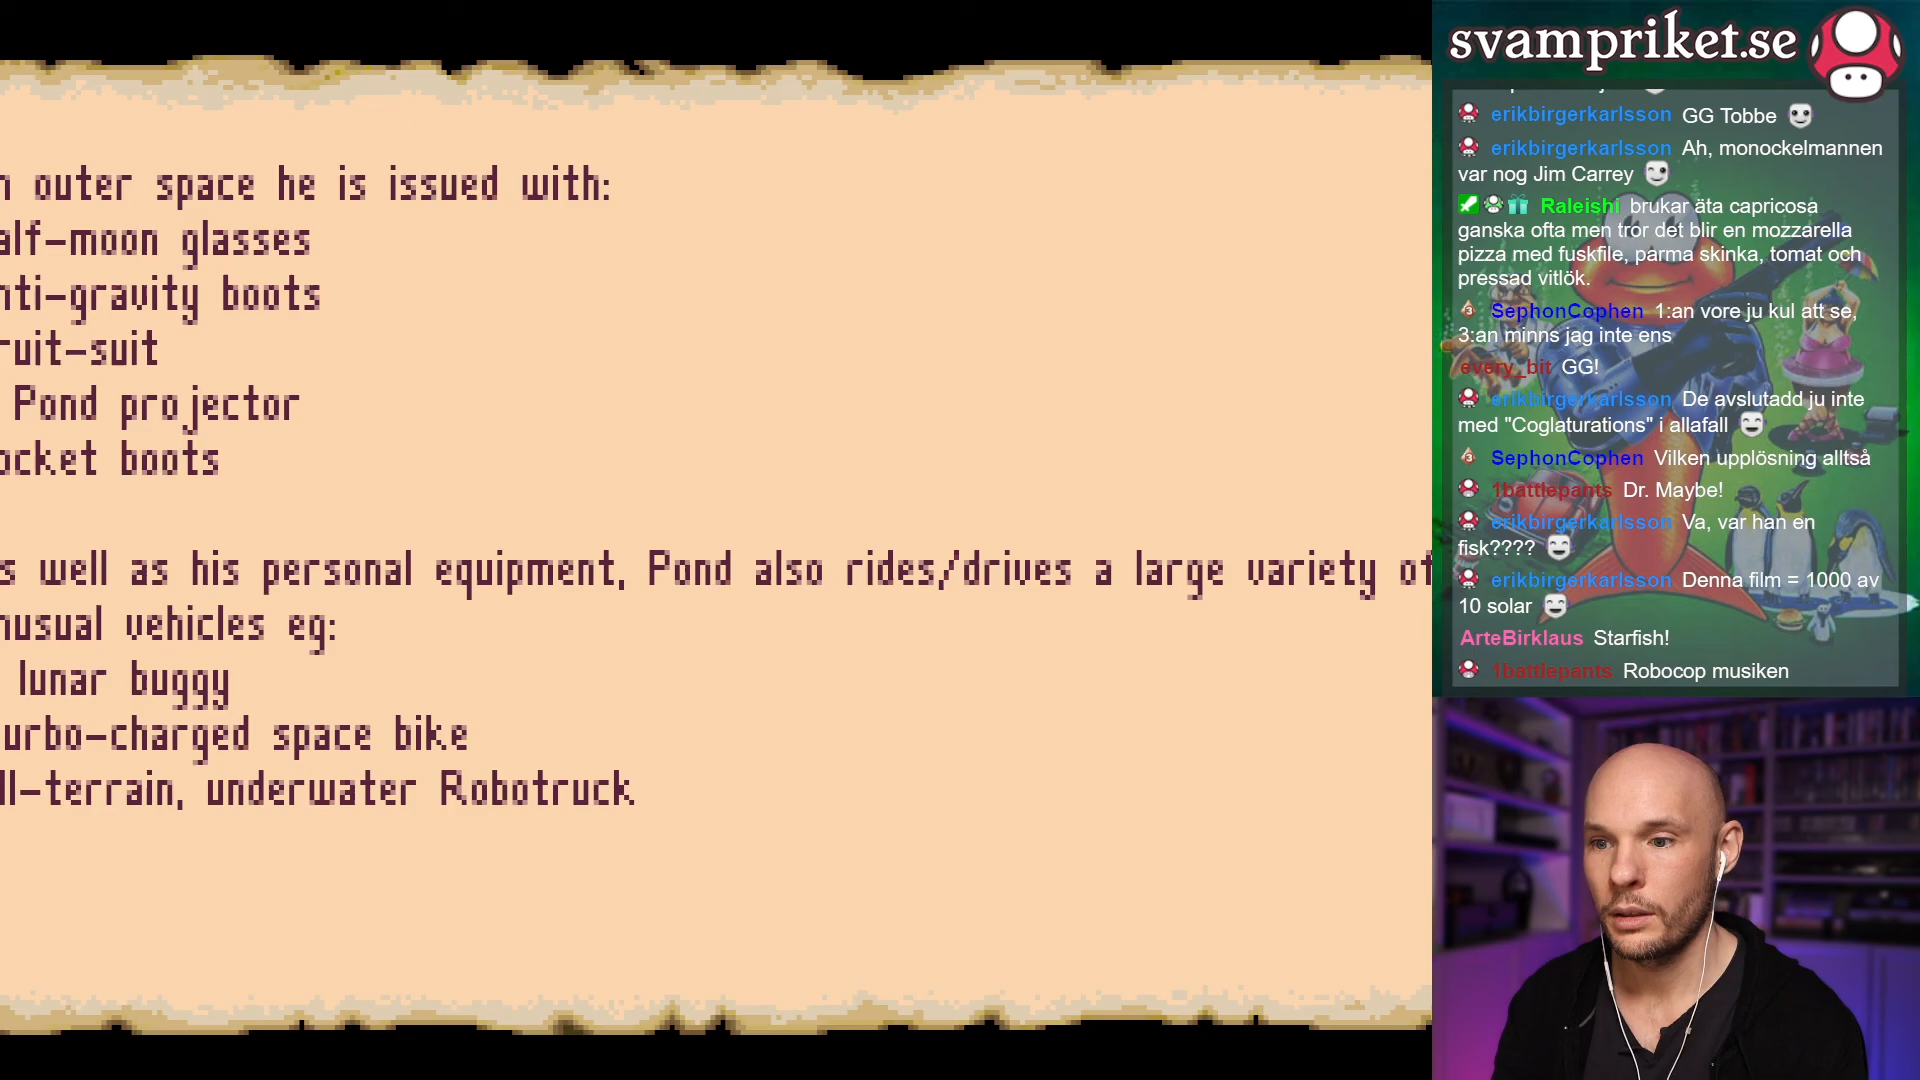 n outer space he is issued with:
alf-moon glasses
nti-gravity boots
ruit-suit
Pond projector
ocket boots
s well as his personal equipment, Pond also rides/drives a large variety of
nusual vehicles eg:
lunar buggy
urbo-charged space bike
ll-terrain, underwater Robotruck
svampriket.se
erikbirgerkarlsson GG Tobbe
erikbirgerkarlsson Ah, monockelmannen
var nog Jim Carrey
Raleishi brukar äta capricosa
ganska ofta men tror det blir en mozzarella
pizza med fuskfile, parma skinka, tomat och
pressad vitlök.
SephonCophen 1:an vore ju kul att se,
3:an minns jag inte ens
every_bit GG!
erikbirgerkarlsson De avslutadd ju inte
med "Coglaturations" i allafall
SephonCophen Vilken upplösning alltså
1battlepants Dr. Maybe!
erikbirgerkarlsson Va, var han en
fisk????
erikbirgerkarlsson Denna film = 1000 av
10 solar
ArteBirklaus Starfish!
1battlepants Robocop musiken